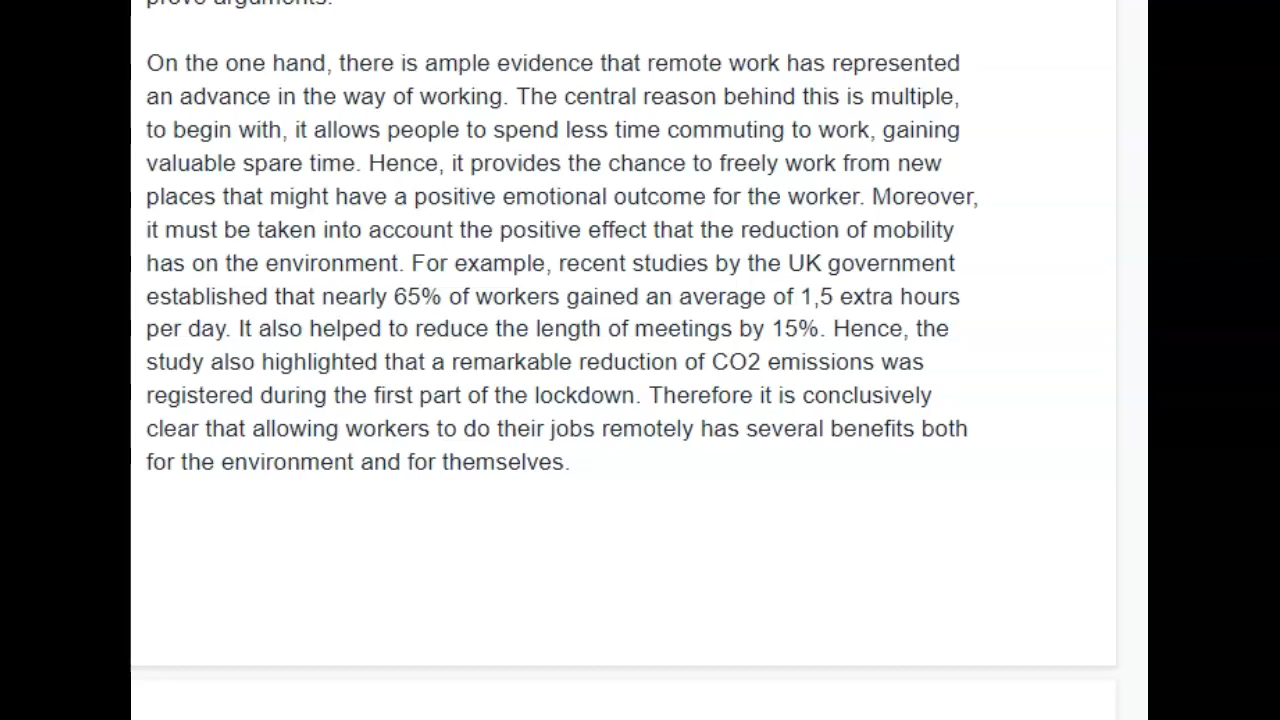 prove arguments.
On the one hand, there is ample evidence that remote work has represented
an advance in the way of working. The central reason behind this is multiple,
to begin with, it allows people to spend less time commuting to work, gaining
valuable spare time. Hence, it provides the chance to freely work from new
places that might have a positive emotional outcome for the worker. Moreover,
it must be taken into account the positive effect that the reduction of mobility
has on the environment. For example, recent studies by the UK government
established that nearly 65% of workers gained an average of 1,5 extra hours
per day. It also helped to reduce the length of meetings by 15%. Hence, the
study also highlighted that a remarkable reduction of CO2 emissions was
registered during the first part of the lockdown. Therefore it is conclusively
clear that allowing workers to do their jobs remotely has several benefits both
for the environment and for themselves.